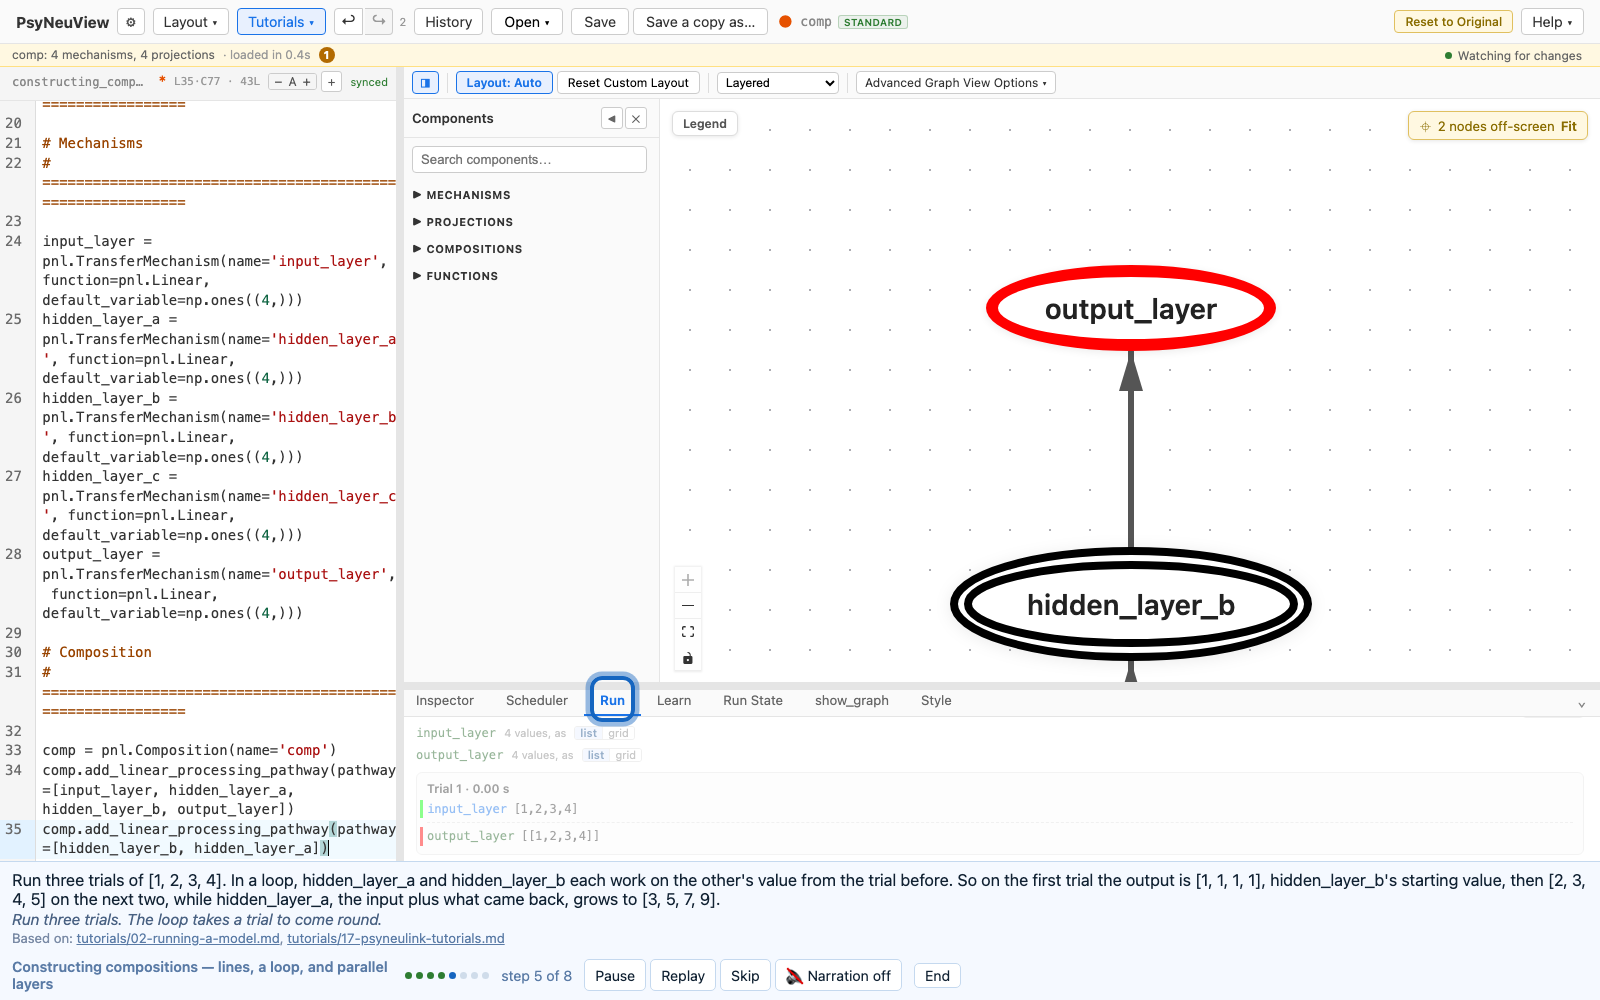 PsyNeuView
Layout
Tutorials
2
History
Open
Save
Save a copy as...
comp STANDARD
Reset to Original
Help
comp: 4 mechanisms, 4 projections · loaded in 0.4s 1
Watching for changes
constructing_comp… * L35·C77 · 43L − A + + synced
Layout: Auto
Reset Custom Layout
Layered
Advanced Graph View Options
=================
20
21 # Mechanisms
22 #
==========================================
=================
23
24 input_layer =
pnl.TransferMechanism(name='input_layer',
function=pnl.Linear,
default_variable=np.ones((4,)))
25 hidden_layer_a =
pnl.TransferMechanism(name='hidden_layer_a
', function=pnl.Linear,
default_variable=np.ones((4,)))
26 hidden_layer_b =
pnl.TransferMechanism(name='hidden_layer_b
', function=pnl.Linear,
default_variable=np.ones((4,)))
27 hidden_layer_c =
pnl.TransferMechanism(name='hidden_layer_c
', function=pnl.Linear,
default_variable=np.ones((4,)))
28 output_layer =
pnl.TransferMechanism(name='output_layer',
function=pnl.Linear,
default_variable=np.ones((4,)))
29
30 # Composition
31 #
==========================================
=================
32
33 comp = pnl.Composition(name='comp')
34 comp.add_linear_processing_pathway(pathway
=[input_layer, hidden_layer_a,
hidden_layer_b, output_layer])
35 comp.add_linear_processing_pathway(pathway
=[hidden_layer_b, hidden_layer_a])
Components
Search components…
MECHANISMS
PROJECTIONS
COMPOSITIONS
FUNCTIONS
Legend
2 nodes off-screen Fit
output_layer
hidden_layer_b
Inspector
Scheduler
Run
Learn
Run State
show_graph
Style
input_layer 4 values, as list grid
output_layer 4 values, as list grid
Trial 1 · 0.00 s
input_layer [1,2,3,4]
output_layer [[1,2,3,4]]
Run three trials of [1, 2, 3, 4]. In a loop, hidden_layer_a and hidden_layer_b each work on the other's value from the trial before. So on the first trial the output is [1, 1, 1, 1], hidden_layer_b's starting value, then [2, 3,
4, 5] on the next two, while hidden_layer_a, the input plus what came back, grows to [3, 5, 7, 9].
Run three trials. The loop takes a trial to come round.
Based on: tutorials/02-running-a-model.md, tutorials/17-psyneulink-tutorials.md
Constructing compositions — lines, a loop, and parallel
layers
step 5 of 8
Pause
Replay
Skip
Narration off
End